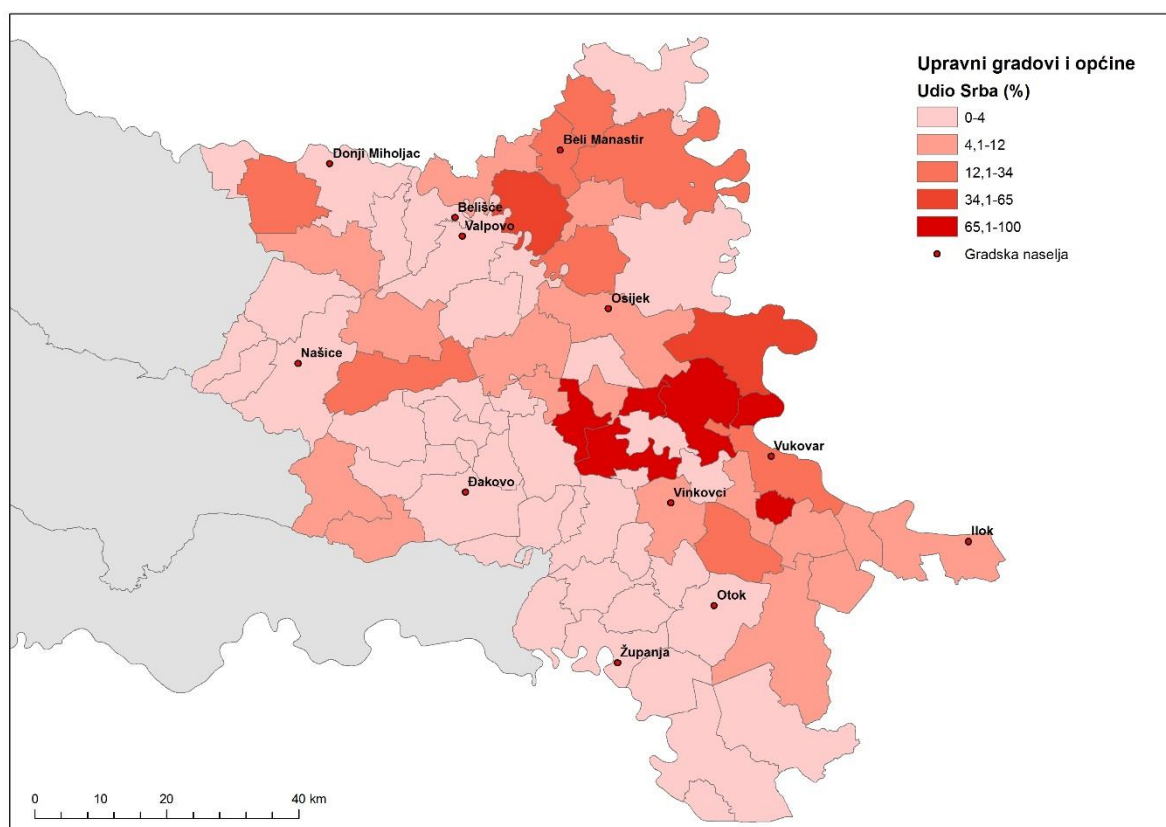 Upravni gradovi i općine
Udio Srba (%)
0-4
4,1-12
12,1-34
34,1-65
65,1-100
Gradska naselja
Beli Manastir
Donji Miholjac
Belišće
Valpovo
Osijek
Našice
Vukovar
Đakovo
Vinkovci
Ilok
Otok
Županja
0 10 20 40 km